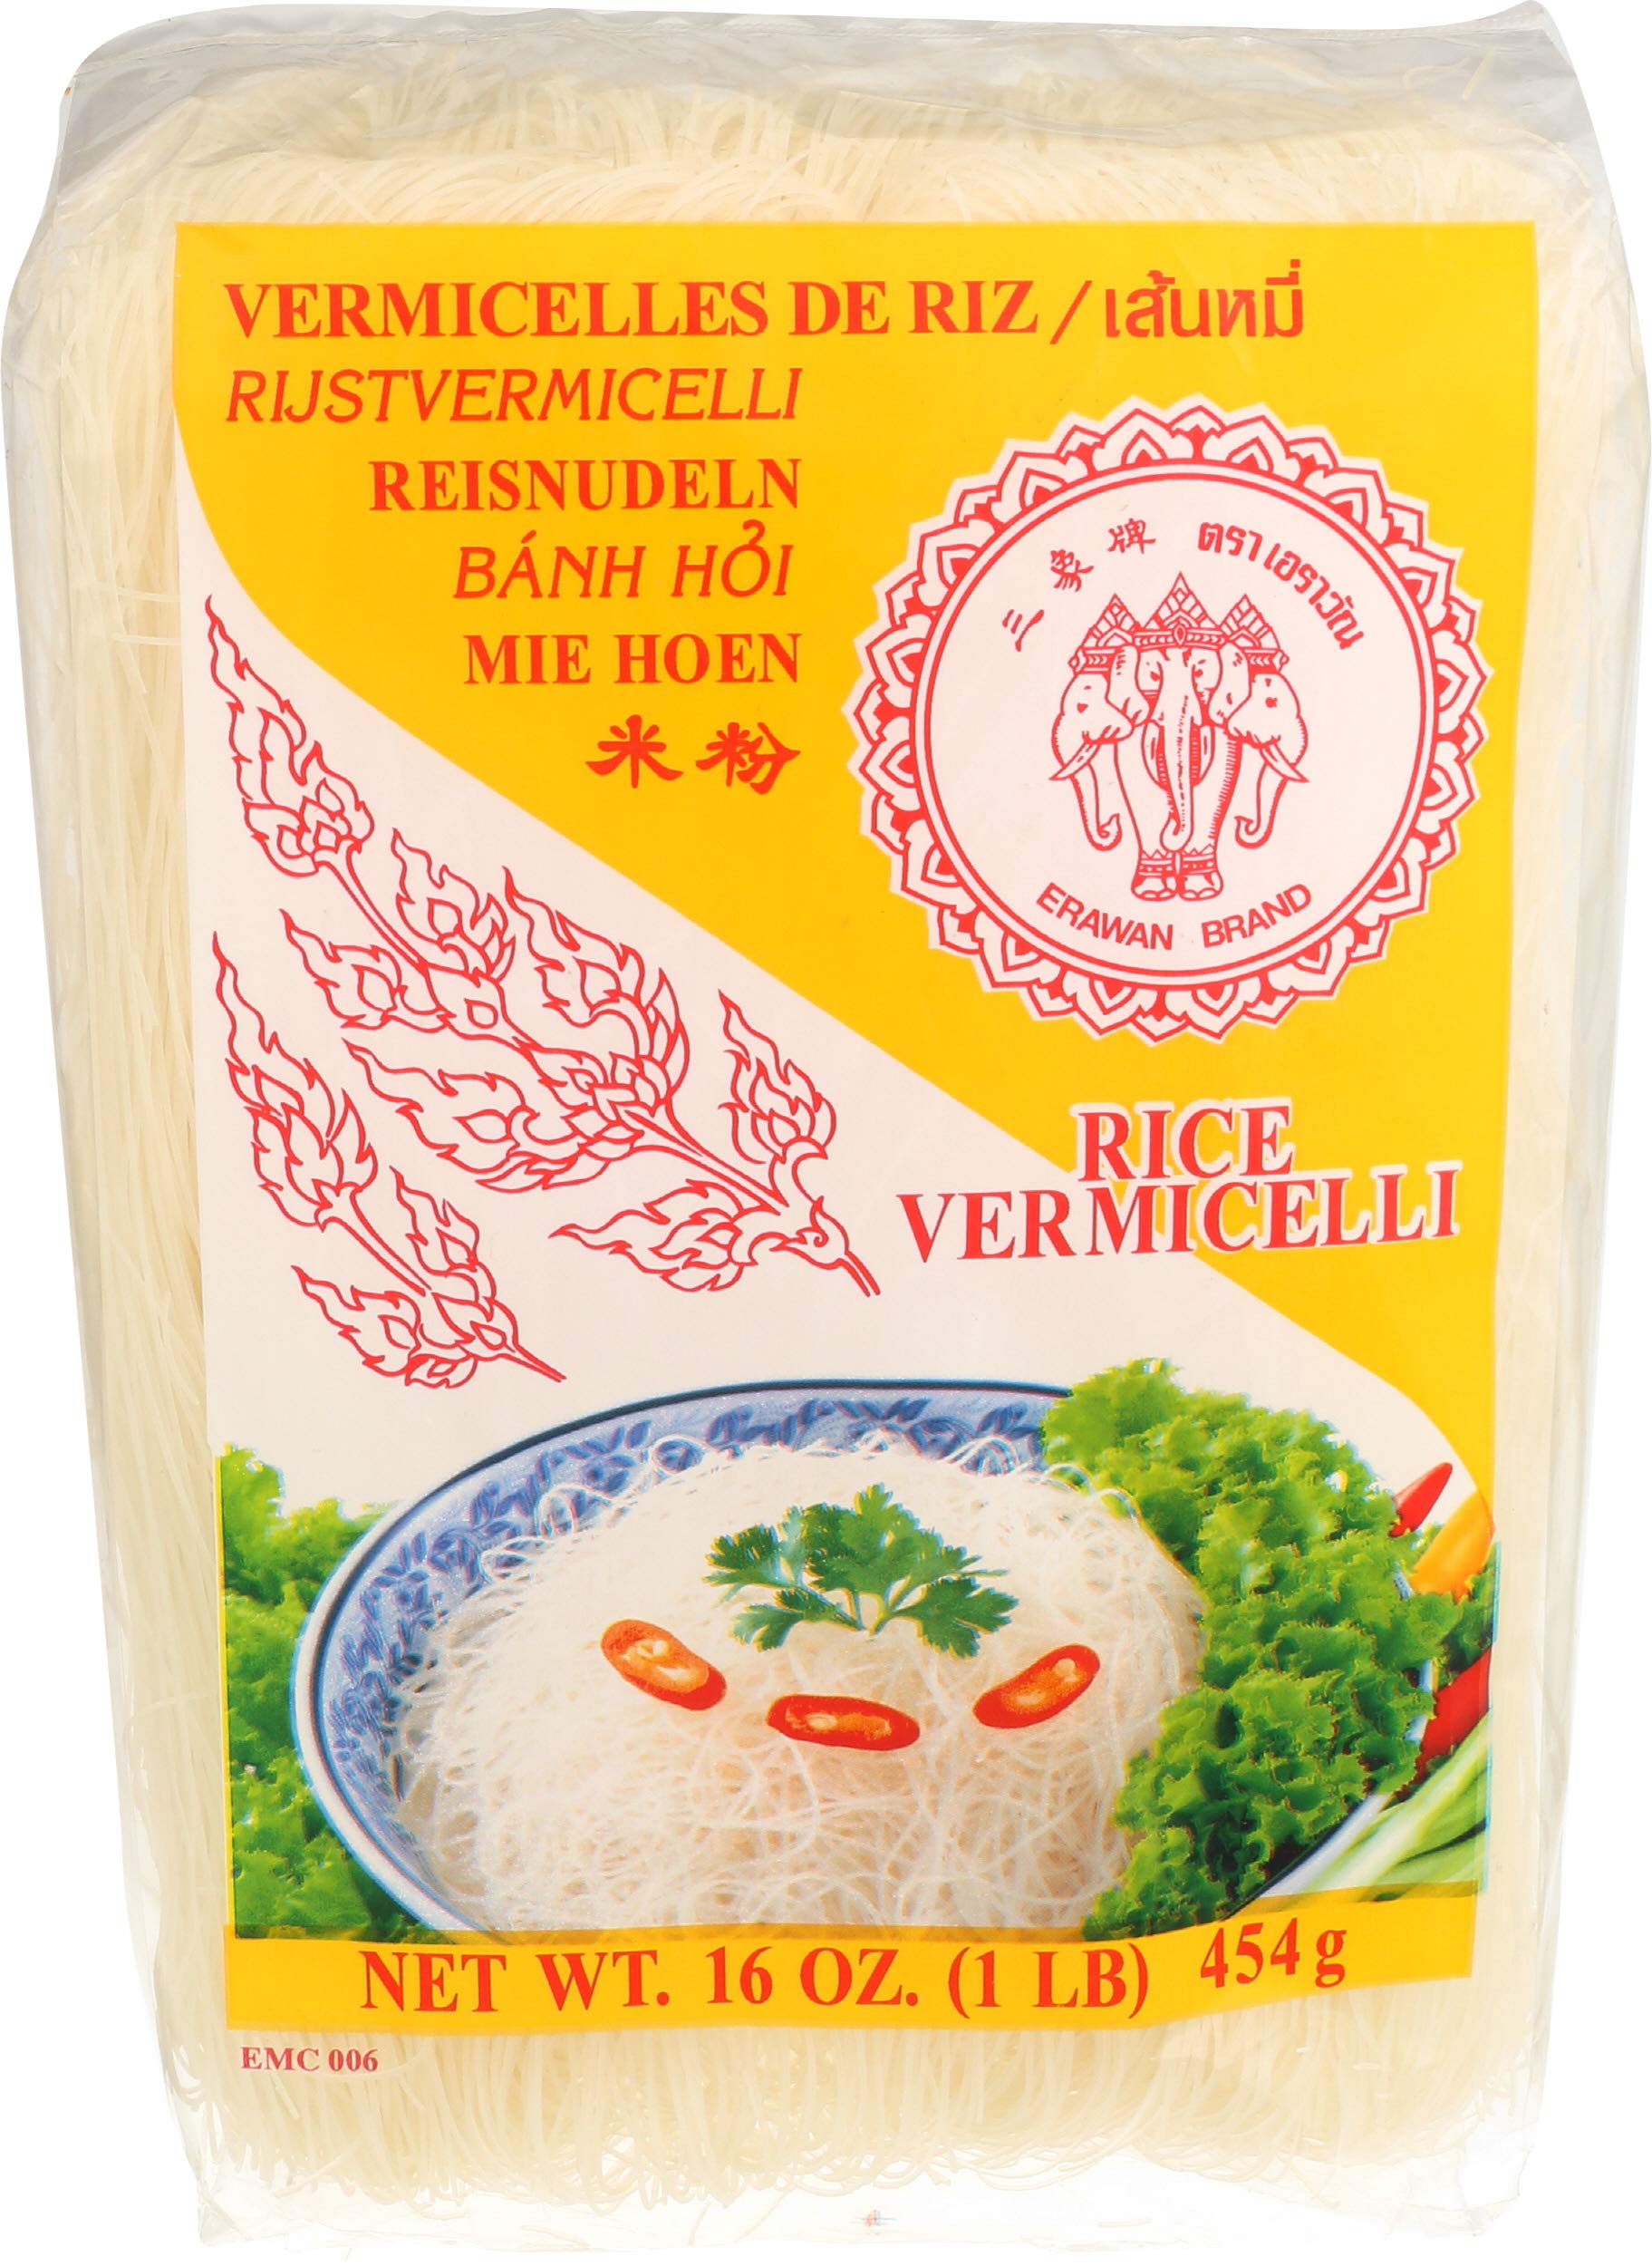 VERMICELLES DE RIZ / เส้นหมี่
RIJSTVERMICELLI
REISNUDELN
BÁNH HỎI
MIE HOEN
米粉
三象牌 ตราเอราวัณ
ERAWAN BRAND
RICE
VERMICELLI
NET WT. 16 OZ. (1 LB) 454 g
EMC 006